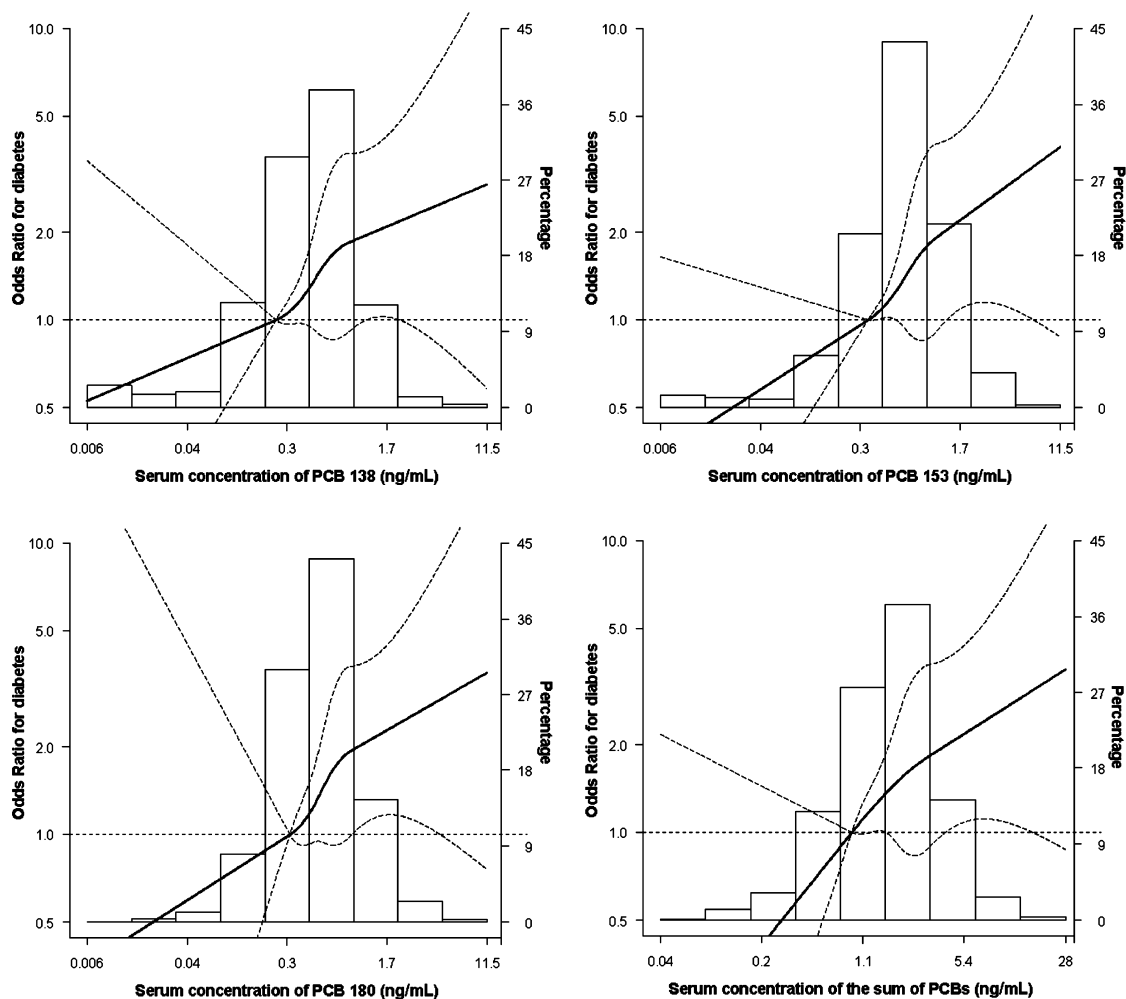 10.0
5.0
2.0
1.0
0.5
Odds Ratio for diabetes
45
36
27
18
9
0
Percentage
0.006 0.04 0.3 1.7 11.5
Serum concentration of PCB 138 (ng/mL)
10.0
5.0
2.0
1.0
0.5
Odds Ratio for diabetes
45
36
27
18
9
0
Percentage
0.006 0.04 0.3 1.7 11.5
Serum concentration of PCB 153 (ng/mL)
10.0
5.0
2.0
1.0
0.5
Odds Ratio for diabetes
45
36
27
18
9
0
Percentage
0.006 0.04 0.3 1.7 11.5
Serum concentration of PCB 180 (ng/mL)
10.0
5.0
2.0
1.0
0.5
Odds Ratio for diabetes
45
36
27
18
9
0
Percentage
0.04 0.2 1.1 5.4 28
Serum concentration of the sum of PCBs (ng/mL)